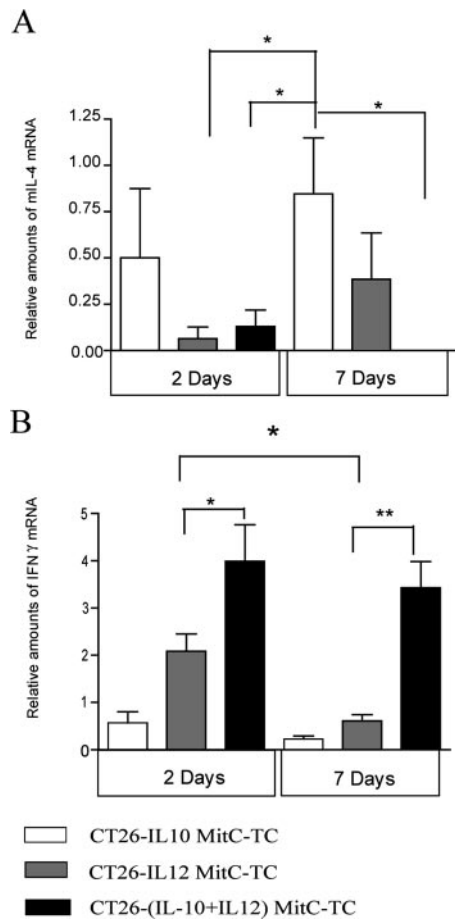 A
*
*
*
Relative amounts of mIL-4 mRNA
1.25
1.00
0.75
0.50
0.25
0.00
2 Days
7 Days
B
*
*
**
Relative amounts of IFN γ mRNA
5
4
3
2
1
0
2 Days
7 Days
CT26-IL10 MitC-TC
CT26-IL12 MitC-TC
CT26-(IL-10+IL12) MitC-TC